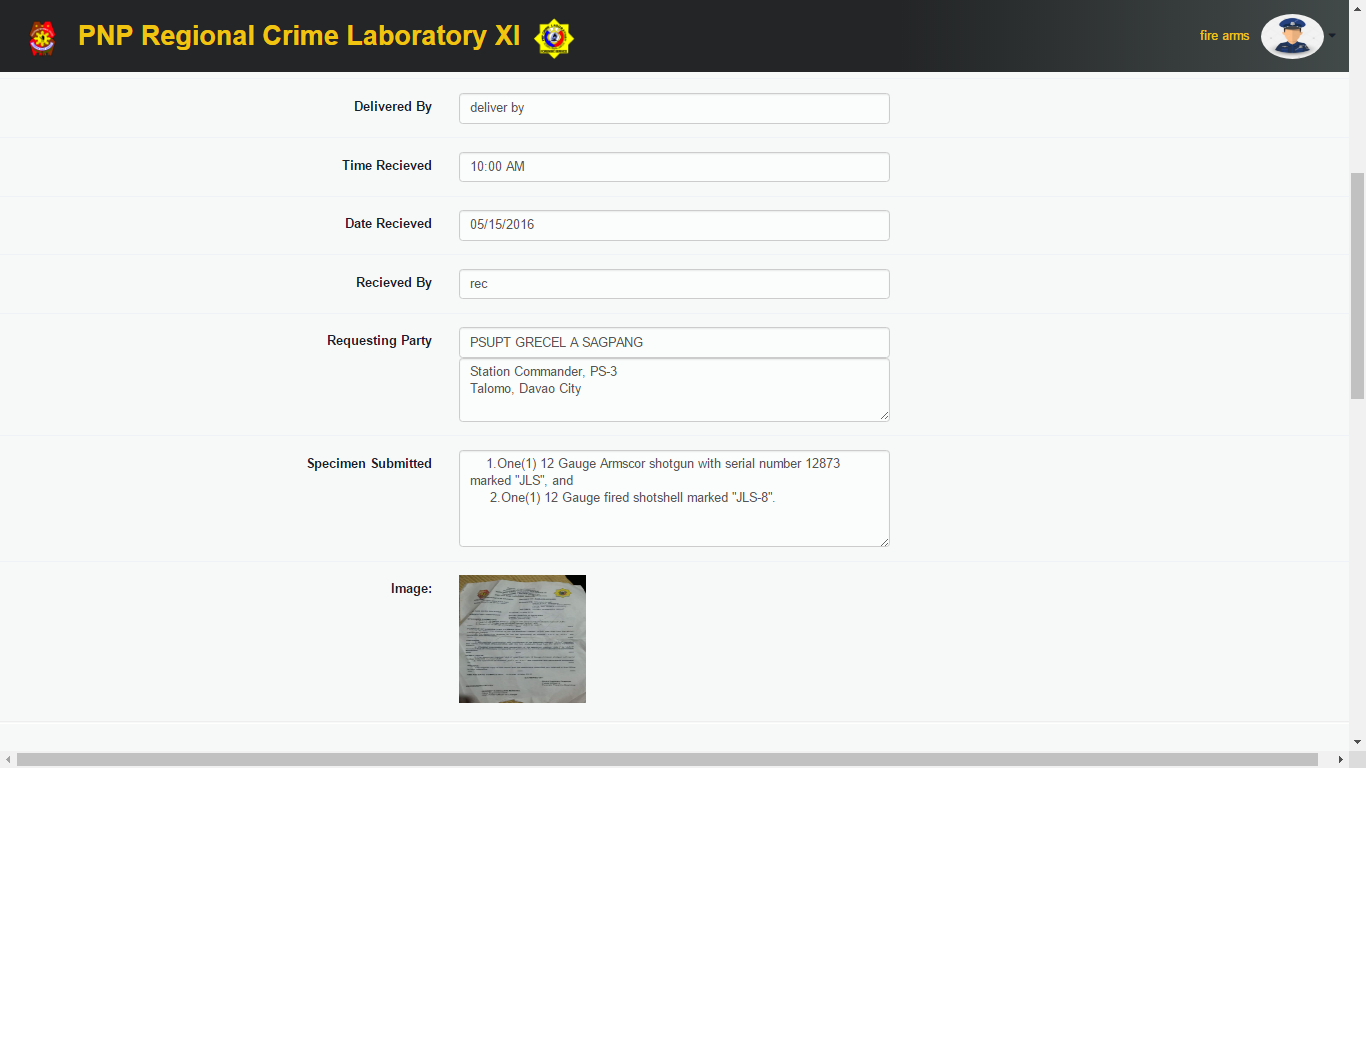 PNP Regional Crime Laboratory XI
fire arms
Delivered By
deliver by
Time Recieved
10:00 AM
Date Recieved
05/15/2016
Recieved By
rec
Requesting Party
PSUPT GRECEL A SAGPANG
Station Commander, PS-3
Talomo, Davao City
Specimen Submitted
1.One(1) 12 Gauge Armscor shotgun with serial number 12873
marked "JLS", and
2.One(1) 12 Gauge fired shotshell marked "JLS-8".
Image: